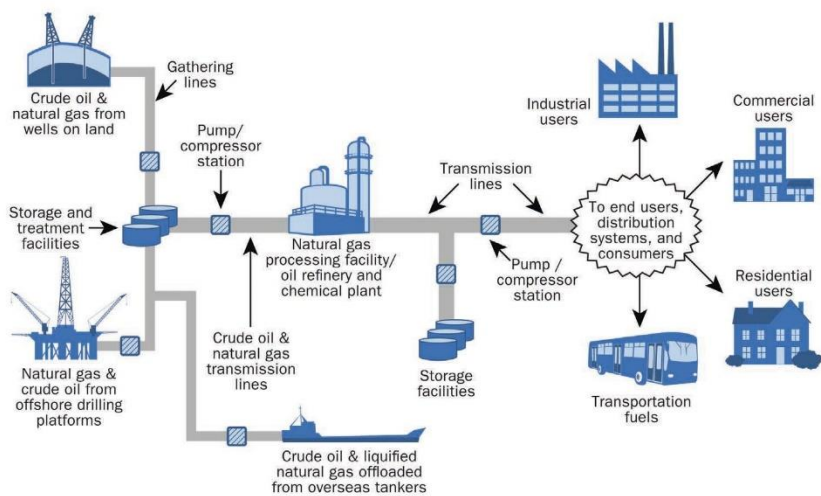 Gathering
lines
Crude oil &
natural gas from
wells on land
Pump/
compressor
station
Storage and
treatment
facilities
Natural gas &
crude oil from
offshore drilling
platforms
Crude oil &
natural gas
transmission
lines
Natural gas
processing facility/
oil refinery and
chemical plant
Crude oil & liquified
natural gas offloaded
from overseas tankers
Transmission
lines
Pump /
compressor
station
Storage
facilities
Industrial
users
Commercial
users
To end users,
distribution
systems, and
consumers
Residential
users
Transportation
fuels